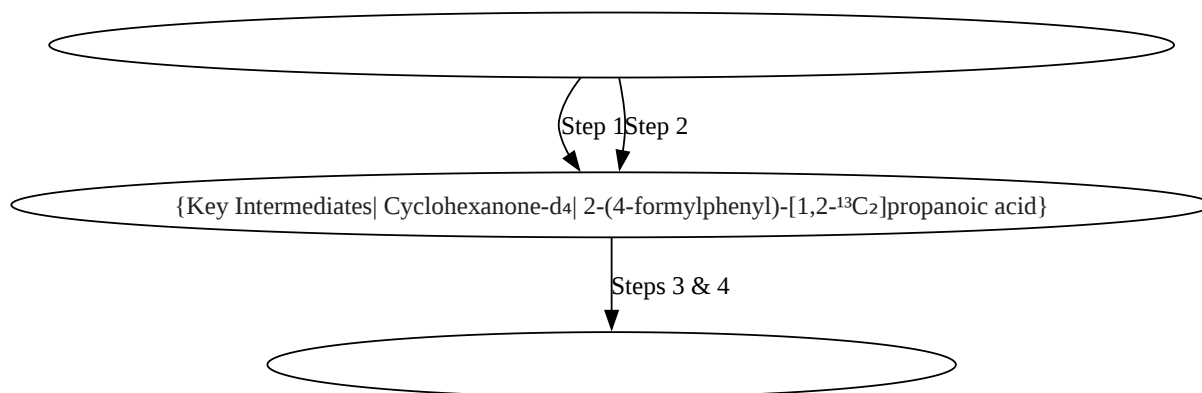 Step 1
Step 2
{Key Intermediates| Cyclohexanone-d₄| 2-(4-formylphenyl)-[1,2-¹³C₂]propanoic acid}
Steps 3 & 4